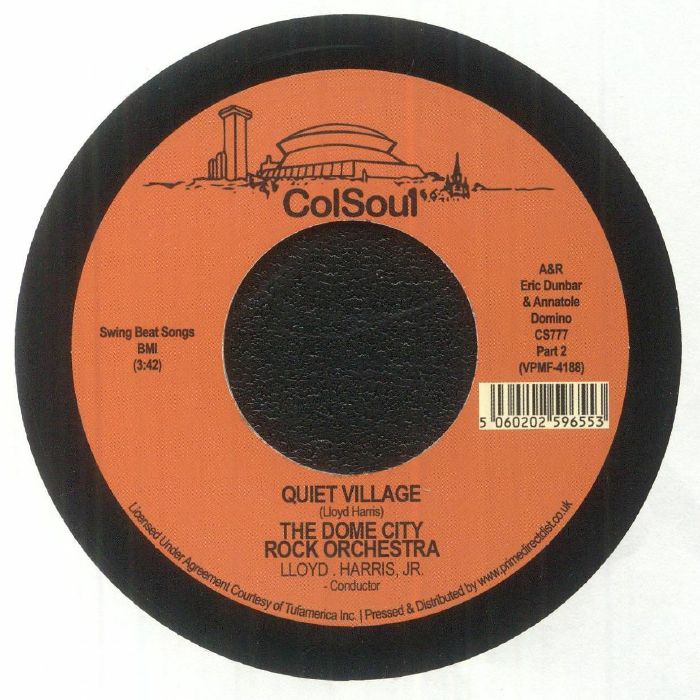 ColSoul
Swing Beat Songs
BMI
(3:42)
A&R
Eric Dunbar
& Annatole
Domino
CS777
Part 2
(VPMF-4188)
5 060202 596553
QUIET VILLAGE
(Lloyd Harris)
THE DOME CITY
ROCK ORCHESTRA
LLOYD . HARRIS, JR.
- Conductor
Licensed Under Agreement Courtesy of Tufamerica Inc. | Pressed & Distributed by www.primedirectdist.co.uk